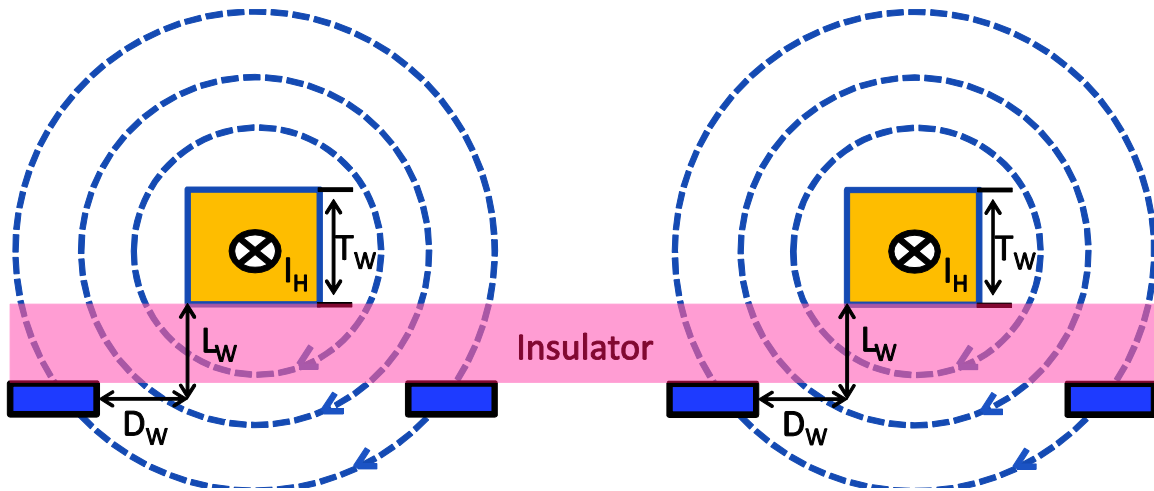 T_W
I_H
L_W
D_W
Insulator
T_W
I_H
L_W
D_W